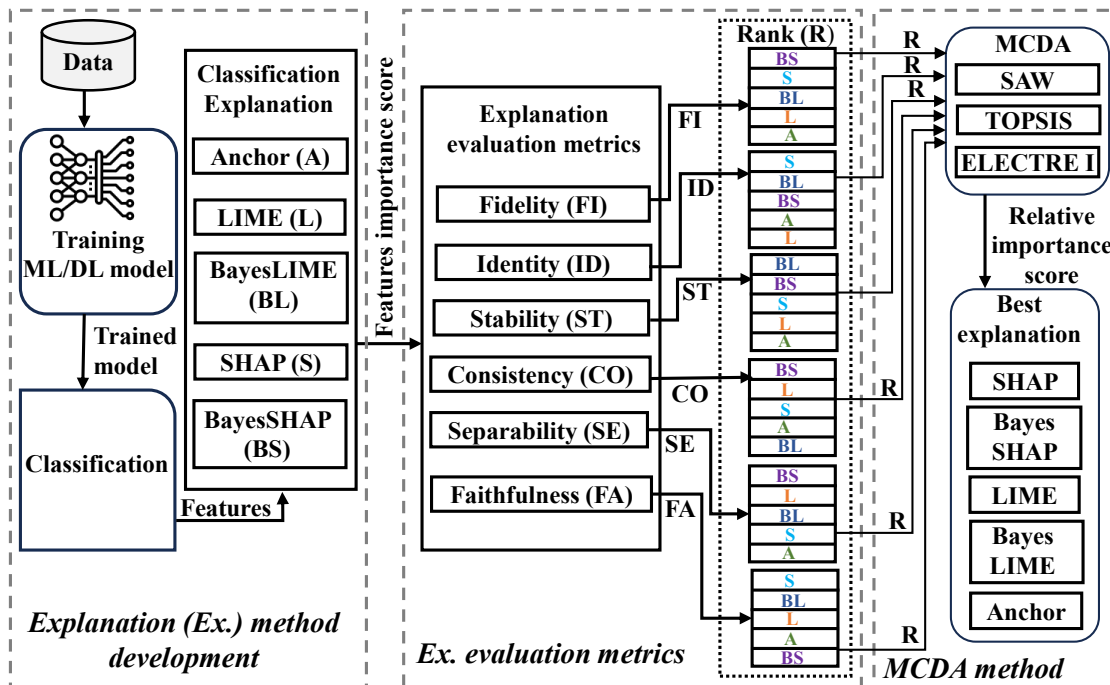 Data
Training
ML/DL model
Trained
model
Classification
Features
Classification
Explanation
Anchor (A)
LIME (L)
BayesLIME
(BL)
SHAP (S)
BayesSHAP
(BS)
Explanation (Ex.) method
development
Features importance score
Explanation
evaluation metrics
Fidelity (FI)
Identity (ID)
Stability (ST)
Consistency (CO)
Separability (SE)
Faithfulness (FA)
FI
ID
ST
CO
SE
FA
Ex. evaluation metrics
Rank (R)
BS
S
BL
L
A
S
BL
BS
A
L
BL
BS
S
L
A
BS
L
S
A
BL
BS
L
BL
S
A
S
BL
L
A
BS
R
R
R
R
R
R
MCDA
SAW
TOPSIS
ELECTRE I
Relative
importance
score
Best
explanation
SHAP
Bayes
SHAP
LIME
Bayes
LIME
Anchor
MCDA method